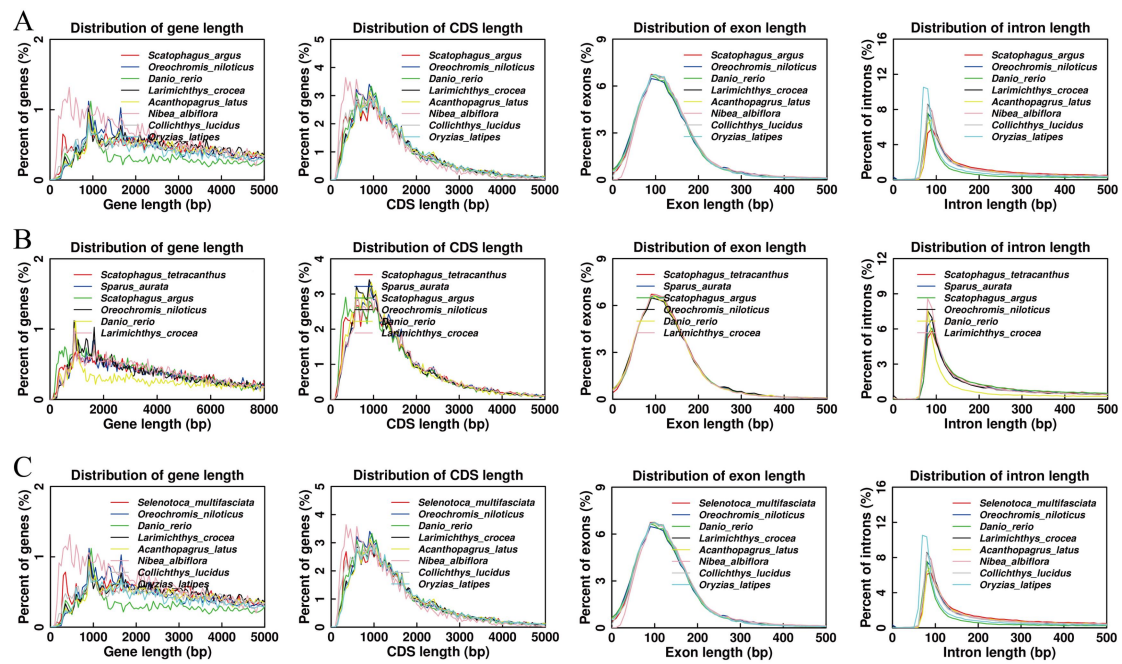 A
Distribution of gene length
Percent of genes (%)
2
1
0
Scatophagus_argus
Oreochromis_niloticus
Danio_rerio
Larimichthys_crocea
Acanthopagrus_latus
Nibea_albiflora
Collichthys_lucidus
Oryzias_latipes
0 1000 2000 3000 4000 5000
Gene length (bp)
Distribution of CDS length
Percent of genes (%)
5
4
3
2
1
0
Scatophagus_argus
Oreochromis_niloticus
Danio_rerio
Larimichthys_crocea
Acanthopagrus_latus
Nibea_albiflora
Collichthys_lucidus
Oryzias_latipes
0 1000 2000 3000 4000 5000
CDS length (bp)
Distribution of exon length
Percent of exons (%)
9
6
3
0
Scatophagus_argus
Oreochromis_niloticus
Danio_rerio
Larimichthys_crocea
Acanthopagrus_latus
Nibea_albiflora
Collichthys_lucidus
Oryzias_latipes
0 100 200 300 400 500
Exon length (bp)
Distribution of intron length
Percent of introns (%)
16
12
8
4
0
Scatophagus_argus
Oreochromis_niloticus
Danio_rerio
Larimichthys_crocea
Acanthopagrus_latus
Nibea_albiflora
Collichthys_lucidus
Oryzias_latipes
0 100 200 300 400 500
Intron length (bp)
B
Distribution of gene length
Percent of genes (%)
2
1
0
Scatophagus_tetracanthus
Sparus_aurata
Scatophagus_argus
Oreochromis_niloticus
Danio_rerio
Larimichthys_crocea
0 2000 4000 6000 8000
Gene length (bp)
Distribution of CDS length
Percent of genes (%)
4
3
2
1
0
Scatophagus_tetracanthus
Sparus_aurata
Scatophagus_argus
Oreochromis_niloticus
Danio_rerio
Larimichthys_crocea
0 1000 2000 3000 4000 5000
CDS length (bp)
Distribution of exon length
Percent of exons (%)
9
6
3
0
Scatophagus_tetracanthus
Sparus_aurata
Scatophagus_argus
Oreochromis_niloticus
Danio_rerio
Larimichthys_crocea
0 100 200 300 400 500
Exon length (bp)
Distribution of intron length
Percent of introns (%)
12
9
6
3
0
Scatophagus_tetracanthus
Sparus_aurata
Scatophagus_argus
Oreochromis_niloticus
Danio_rerio
Larimichthys_crocea
0 100 200 300 400 500
Intron length (bp)
C
Distribution of gene length
Percent of genes (%)
2
1
0
Selenotoca_multifasciata
Oreochromis_niloticus
Danio_rerio
Larimichthys_crocea
Acanthopagrus_latus
Nibea_albiflora
Collichthys_lucidus
Oryzias_latipes
0 1000 2000 3000 4000 5000
Gene length (bp)
Distribution of CDS length
Percent of genes (%)
5
4
3
2
1
0
Selenotoca_multifasciata
Oreochromis_niloticus
Danio_rerio
Larimichthys_crocea
Acanthopagrus_latus
Nibea_albiflora
Collichthys_lucidus
Oryzias_latipes
0 1000 2000 3000 4000 5000
CDS length (bp)
Distribution of exon length
Percent of exons (%)
9
6
3
0
Selenotoca_multifasciata
Oreochromis_niloticus
Danio_rerio
Larimichthys_crocea
Acanthopagrus_latus
Nibea_albiflora
Collichthys_lucidus
Oryzias_latipes
0 100 200 300 400 500
Exon length (bp)
Distribution of intron length
Percent of introns (%)
16
12
8
4
0
Selenotoca_multifasciata
Oreochromis_niloticus
Danio_rerio
Larimichthys_crocea
Acanthopagrus_latus
Nibea_albiflora
Collichthys_lucidus
Oryzias_latipes
0 100 200 300 400 500
Intron length (bp)